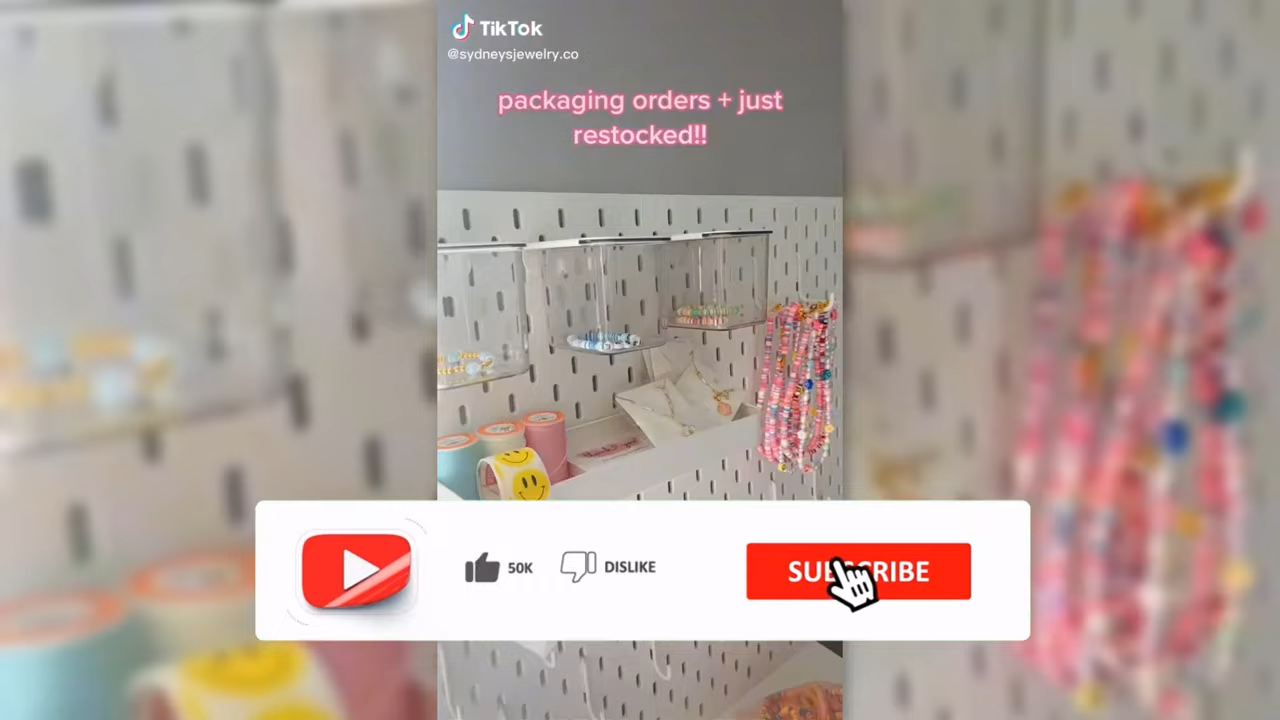 TikTok
@sydneysjewelry.co
packaging orders + just
restocked!!
50K
DISLIKE
SUBSCRIBE